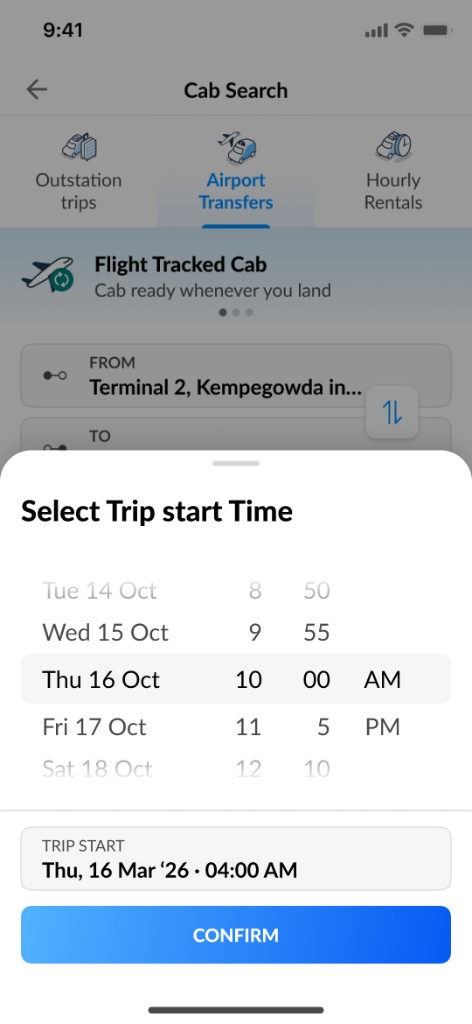 9:41
Cab Search
Outstation
trips
Airport
Transfers
Hourly
Rentals
Flight Tracked Cab
Cab ready whenever you land
FROM
Terminal 2, Kempegowda in...
TO
Select Trip start Time
Tue 14 Oct 8 50
Wed 15 Oct 9 55
Thu 16 Oct 10 00 AM
Fri 17 Oct 11 5 PM
Sat 18 Oct 12 10
TRIP START
Thu, 16 Mar ‘26 · 04:00 AM
CONFIRM